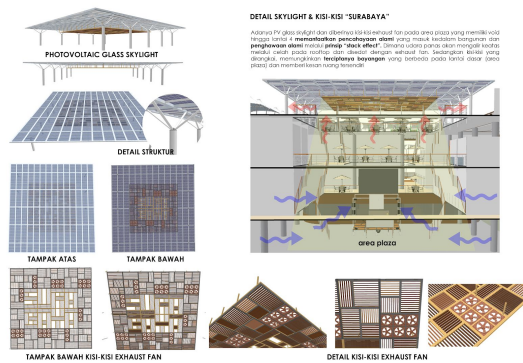 DETAIL SKYLIGHT & KISI-KISI "SURABAYA"
Adanya PV glass skylight dan diberinya kisi-kisi exhaust fan pada area plaza yang memiliki void
hingga lantai 4 memanfaatkan pencahayaan alami yang masuk kedalam bangunan dan
penghawaan alami melalui prinsip "stack effect". Dimana udara panas akan mengalir keatas
melalui celah pada rooftop dan disedot dengan exhaust fan. Sedangkan kisi-kisi yang
dirangkai, memungkinkan terciptanya bayangan yang berbeda pada lantai dasar (area
plaza) dan memberi kesan ruang tersendiri
PHOTOVOLTAIC GLASS SKYLIGHT
DETAIL STRUKTUR
TAMPAK ATAS
TAMPAK BAWAH
area plaza
TAMPAK BAWAH KISI-KISI EXHAUST FAN
DETAIL KISI-KISI EXHAUST FAN